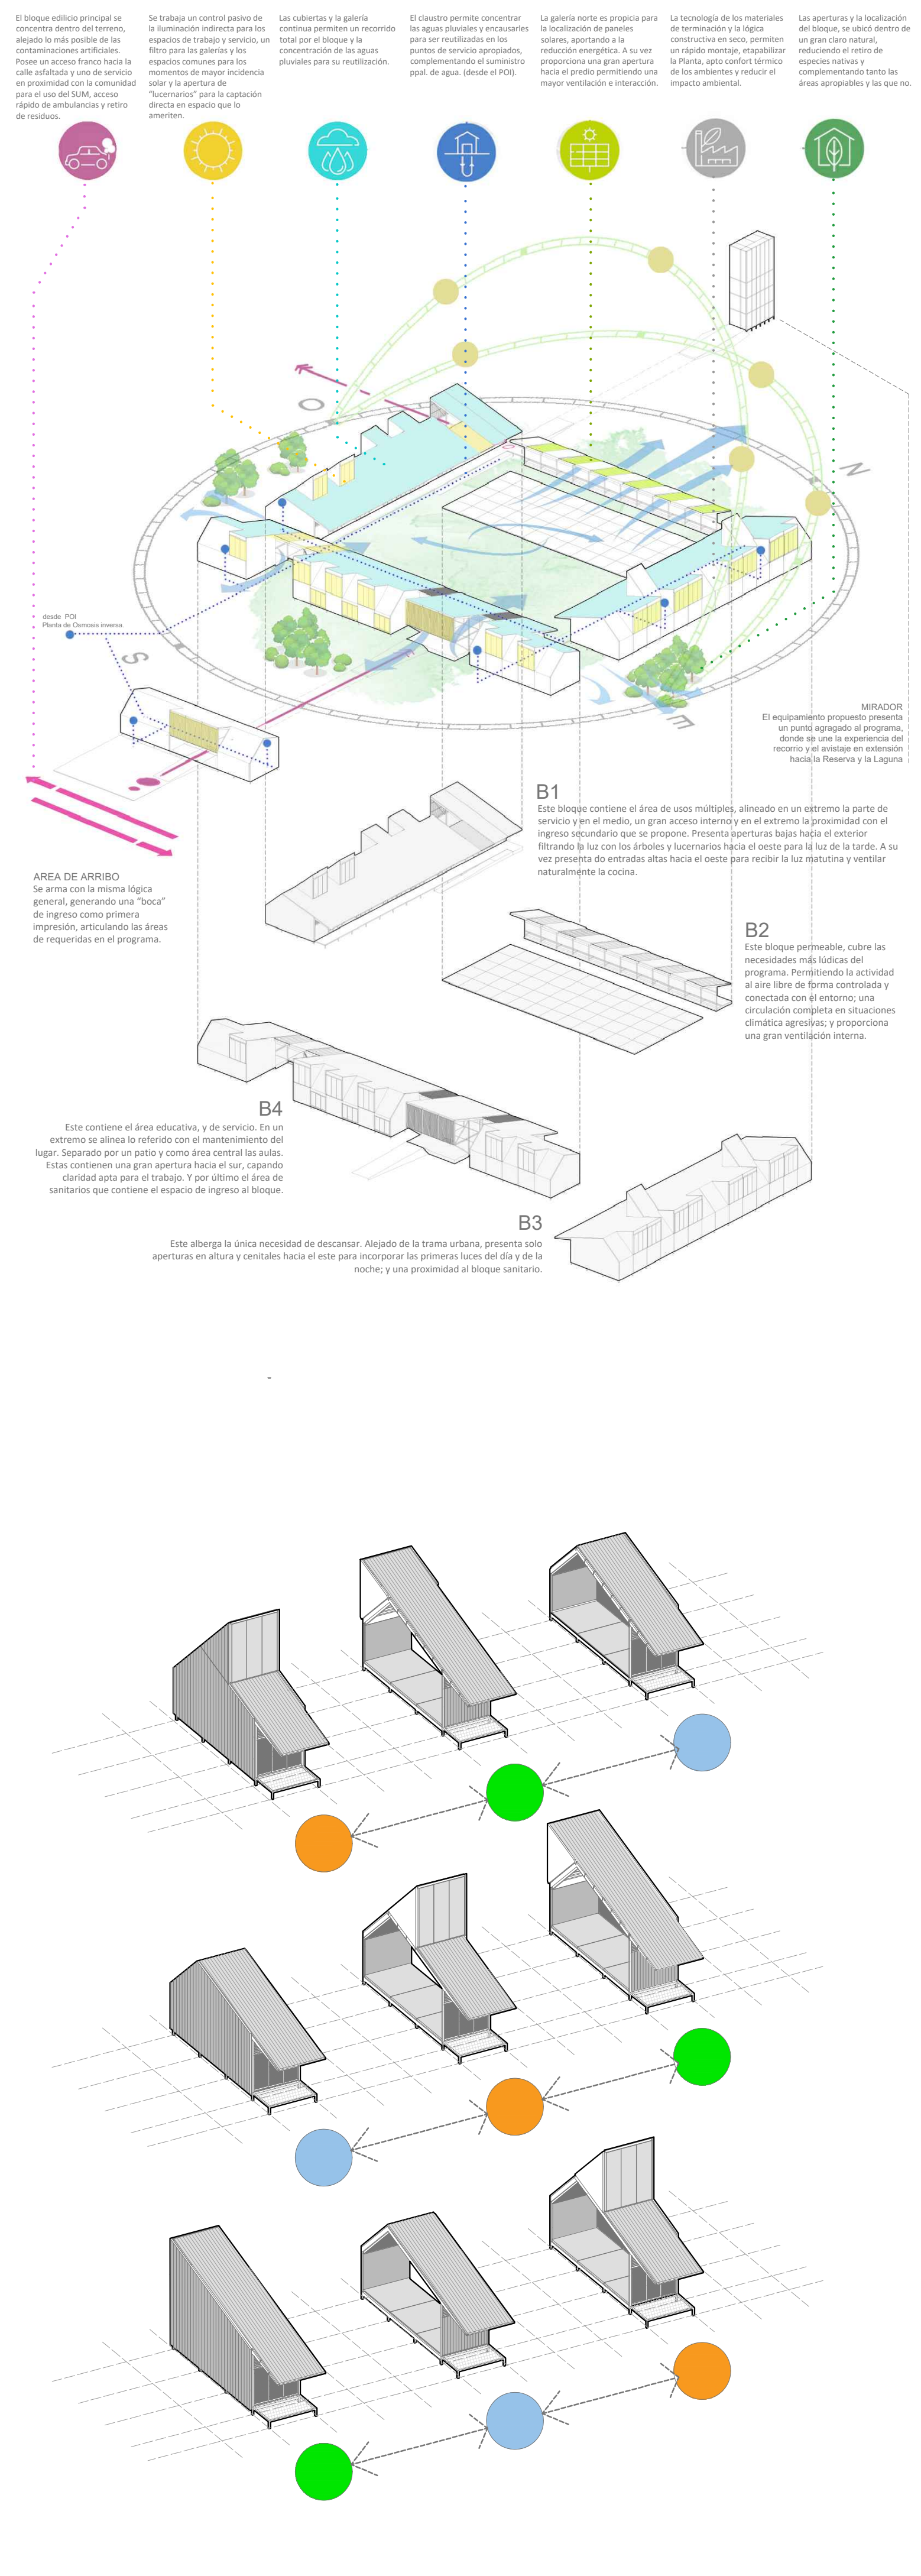 El bloque edilicio principal se
concentra dentro del terreno,
alejado lo más posible de las
contaminaciones artificiales.
Posee un acceso franco hacia la
calle asfaltada y uno de servicio
en proximidad con la comunidad
para el uso del SUM, acceso
rápido de ambulancias y retiro
de residuos.
Se trabaja un control pasivo de
la iluminación indirecta para los
espacios de trabajo y servicio, un
filtro para las galerías y los
espacios comunes para los
momentos de mayor incidencia
solar y la apertura de
"lucernarios" para la captación
directa en espacio que lo
ameriten.
Las cubiertas y la galería
continua permiten un recorrido
total por el bloque y la
concentración de las aguas
pluviales para su reutilización.
El claustro permite concentrar
las aguas pluviales y encausarles
para ser reutilizadas en los
puntos de servicio apropiados,
complementando el suministro
ppal. de agua. (desde el POI).
La galería norte es propicia para
la localización de paneles
solares, aportando a la
reducción energética. A su vez
proporciona una gran apertura
hacia el predio permitiendo una
mayor ventilación e interacción.
La tecnología de los materiales
de terminación y la lógica
constructiva en seco, permiten
un rápido montaje, etapabilizar
la Planta, apto confort térmico
de los ambientes y reducir el
impacto ambiental.
Las aperturas y la localización
del bloque, se ubicó dentro de
un gran claro natural,
reduciendo el retiro de
especies nativas y
complementando tanto las
áreas apropiables y las que no.
O
N
desde POI
Planta de Osmosis inversa.
S
E
MIRADOR
El equipamiento propuesto presenta
un punto agragado al programa,
donde se une la experiencia del
recorrio y el avistaje en extensión
hacia la Reserva y la Laguna
B1
Este bloque contiene el área de usos múltiples, alineado en un extremo la parte de
servicio y en el medio, un gran acceso interno y en el extremo la proximidad con el
ingreso secundario que se propone. Presenta aperturas bajas hacia el exterior
filtrando la luz con los árboles y lucernarios hacia el oeste para la luz de la tarde. A su
vez presenta do entradas altas hacia el oeste para recibir la luz matutina y ventilar
naturalmente la cocina.
AREA DE ARRIBO
Se arma con la misma lógica
general, generando una "boca"
de ingreso como primera
impresión, articulando las áreas
de requeridas en el programa.
B2
Este bloque permeable, cubre las
necesidades más lúdicas del
programa. Permitiendo la actividad
al aire libre de forma controlada y
conectada con el entorno; una
circulación completa en situaciones
climática agresivas; y proporciona
una gran ventilación interna.
B4
Este contiene el área educativa, y de servicio. En un
extremo se alinea lo referido con el mantenimiento del
lugar. Separado por un patio y como área central las aulas.
Estas contienen una gran apertura hacia el sur, capando
claridad apta para el trabajo. Y por último el área de
sanitarios que contiene el espacio de ingreso al bloque.
B3
Este alberga la única necesidad de descansar. Alejado de la trama urbana, presenta solo
aperturas en altura y cenitales hacia el este para incorporar las primeras luces del día y de la
noche; y una proximidad al bloque sanitario.
-